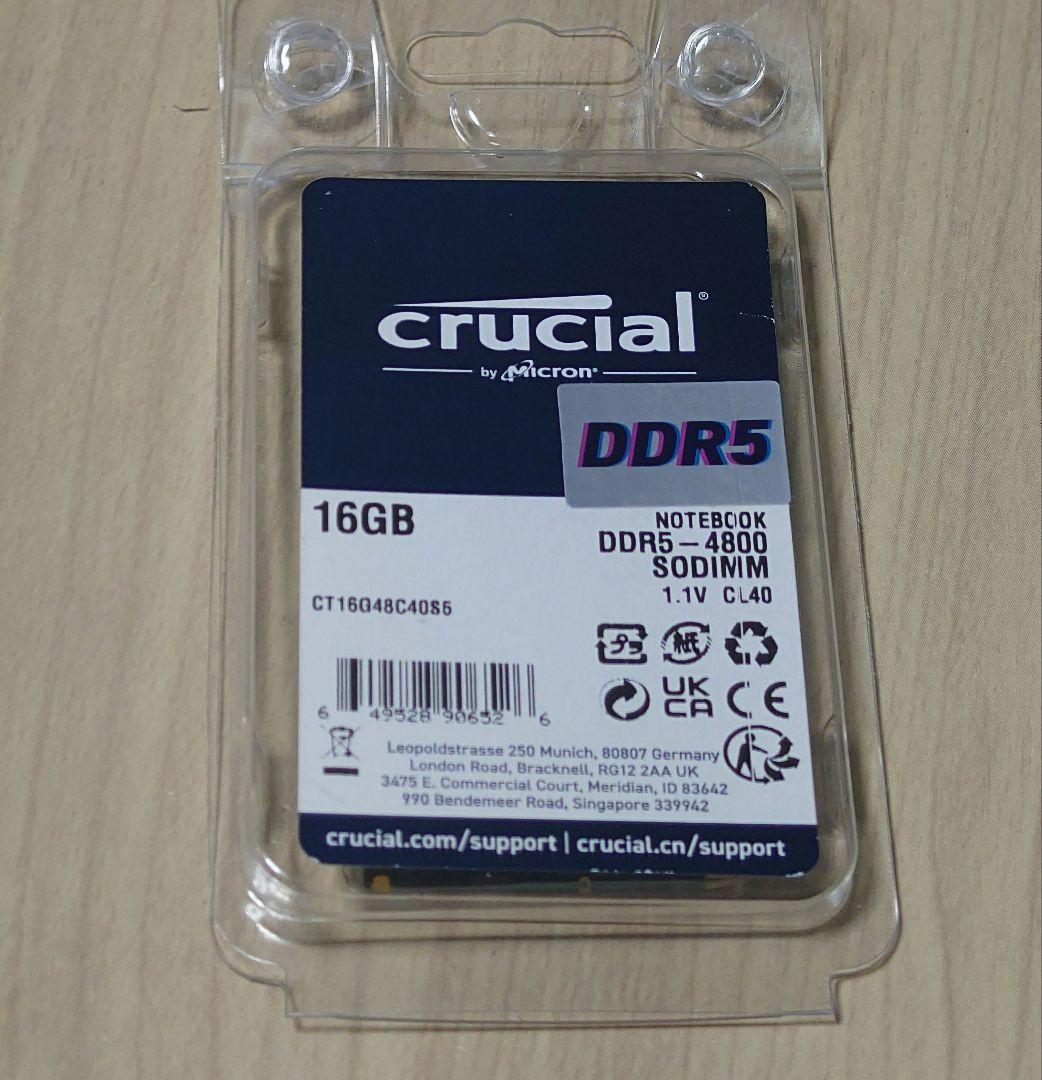 crucial®
by Micron®
DDR5
16GB
NOTEBOOK
DDR5-4800
SODIMM
1.1V CL40
CT16G48C40S5
プラ
紙
UK
CA
CE
6 49528 90652 6
Leopoldstrasse 250 Munich, 80807 Germany
London Road, Bracknell, RG12 2AA UK
3475 E. Commercial Court, Meridian, ID 83642
990 Bendemeer Road, Singapore 339942
crucial.com/support | crucial.cn/support